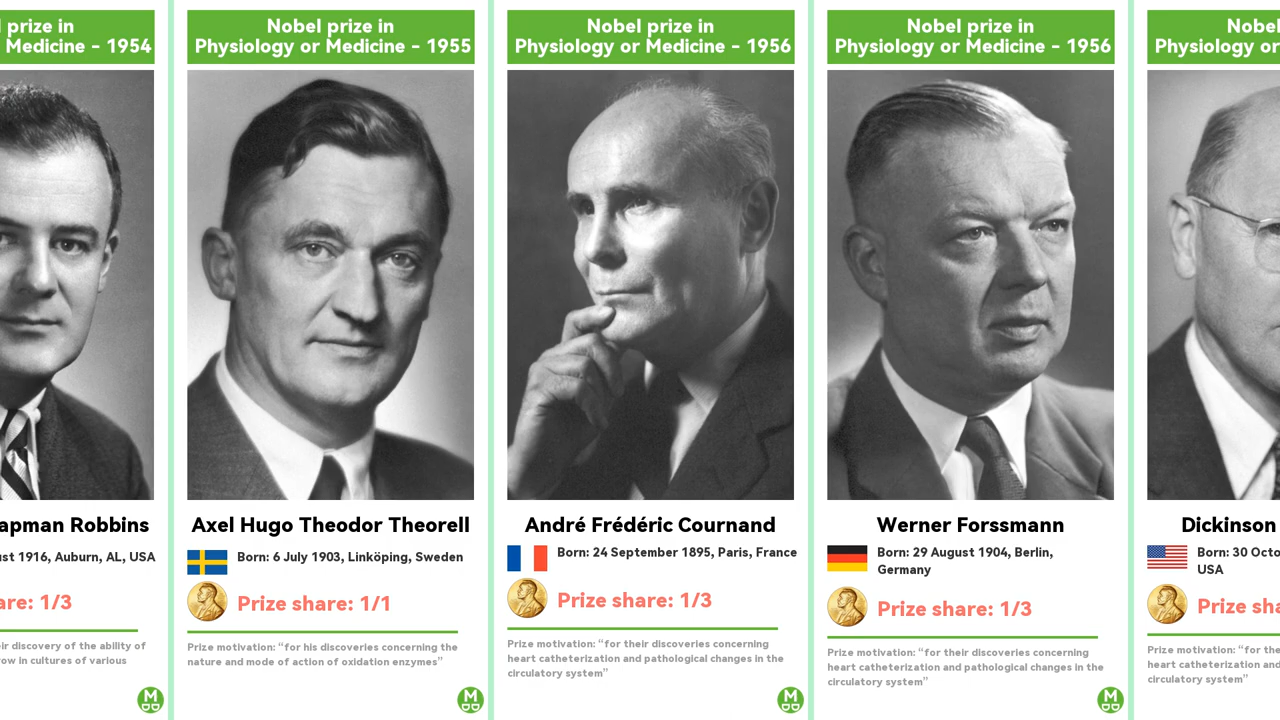 l prize in
Medicine - 1954
apman Robbins
ust 1916, Auburn, AL, USA
are: 1/3
eir discovery of the ability of
row in cultures of various
Nobel prize in
Physiology or Medicine - 1955
Axel Hugo Theodor Theorell
Born: 6 July 1903, Linköping, Sweden
Prize share: 1/1
Prize motivation: “for his discoveries concerning the
nature and mode of action of oxidation enzymes”
M
DD
Nobel prize in
Physiology or Medicine - 1956
André Frédéric Cournand
Born: 24 September 1895, Paris, France
Prize share: 1/3
Prize motivation: “for their discoveries concerning
heart catheterization and pathological changes in the
circulatory system”
M
DD
Nobel prize in
Physiology or Medicine - 1956
Werner Forssmann
Born: 29 August 1904, Berlin,
Germany
Prize share: 1/3
Prize motivation: “for their discoveries concerning
heart catheterization and pathological changes in the
circulatory system”
M
DD
Nobel
Physiology o
Dickinson
Born: 30 Octo
USA
Prize sha
Prize motivation: “for the
heart catheterization and
circulatory system”